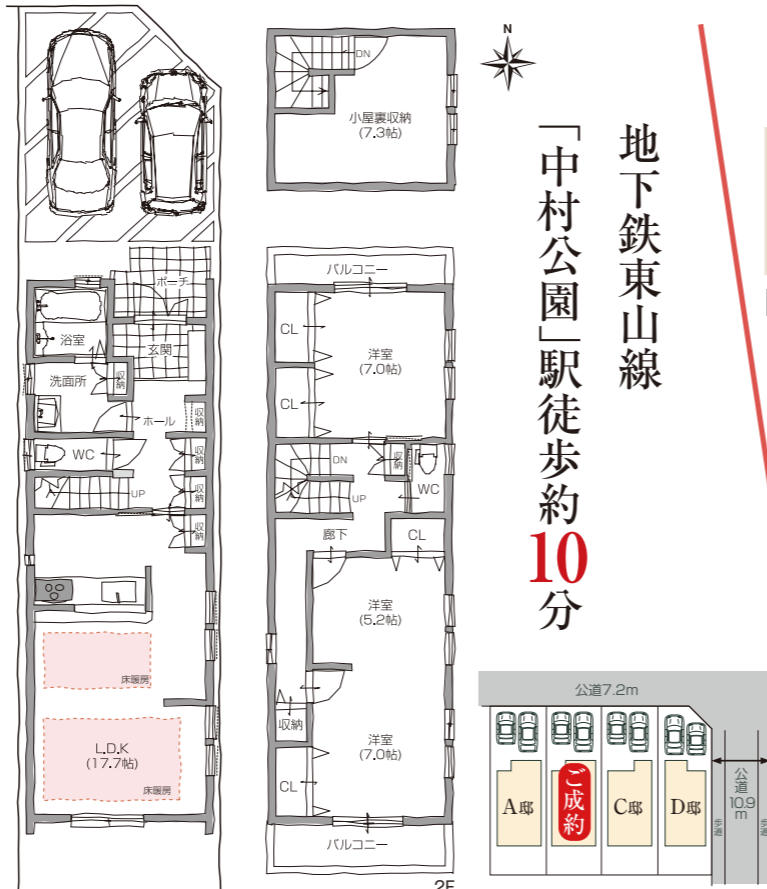 DN
小屋裏収納
(7.3帖)
N
地下鉄東山線
「中村公園」駅徒歩約10分
ポーチ
浴室
玄関
洗面所
収納
ホール
収納
WC
収納
UP
収納
収納
床暖房
L.D.K
(17.7帖)
床暖房
バルコニー
CL
洋室
(7.0帖)
CL
DN
収納
UP
WC
廊下
CL
洋室
(5.2帖)
収納
洋室
(7.0帖)
CL
バルコニー
2F
公道7.2m
A邸
ご成約
C邸
D邸
公道
10.9
m
歩道
歩道